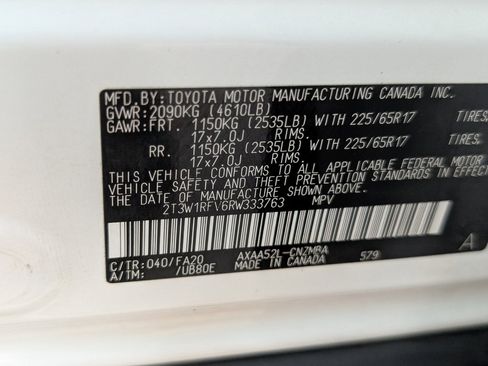 MFD. BY: TOYOTA MOTOR MANUFACTURING CANADA INC.
GVWR: 2090KG (4610LB)
GAWR: FRT. 1150KG (2535LB) WITH 225/65R17 TIRES,
17x7.0J RIMS,
RR. 1150KG (2535LB) WITH 225/65R17 TIRES,
17x7.0J RIMS.
THIS VEHICLE CONFORMS TO ALL APPLICABLE FEDERAL MOTOR
VEHICLE SAFETY AND THEFT PREVENTION STANDARDS IN EFFECT
THE DATE OF MANUFACTURE SHOWN ABOVE.
2T3W1RFV6RW333763 MPV
C/TR: 040/FA20 AXAA52L-CNZMBA 579 A
A/TM: /UB80E MADE IN CANADA